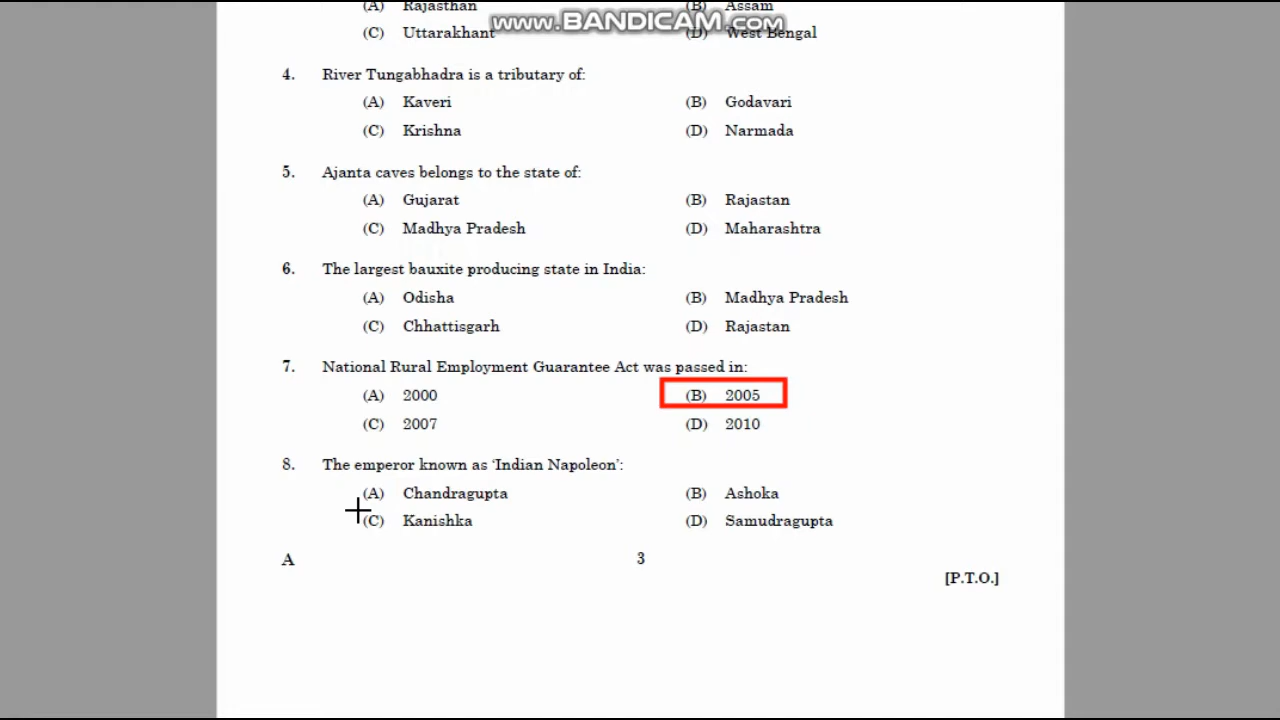 (A) Rajasthan (B) Assam
www.BANDICAM.com
(C) Uttarakhant (D) West Bengal
4. River Tungabhadra is a tributary of:
(A) Kaveri (B) Godavari
(C) Krishna (D) Narmada
5. Ajanta caves belongs to the state of:
(A) Gujarat (B) Rajastan
(C) Madhya Pradesh (D) Maharashtra
6. The largest bauxite producing state in India:
(A) Odisha (B) Madhya Pradesh
(C) Chhattisgarh (D) Rajastan
7. National Rural Employment Guarantee Act was passed in:
(A) 2000 (B) 2005
(C) 2007 (D) 2010
8. The emperor known as ‘Indian Napoleon’:
(A) Chandragupta (B) Ashoka
(C) Kanishka (D) Samudragupta
A 3
[P.T.O.]